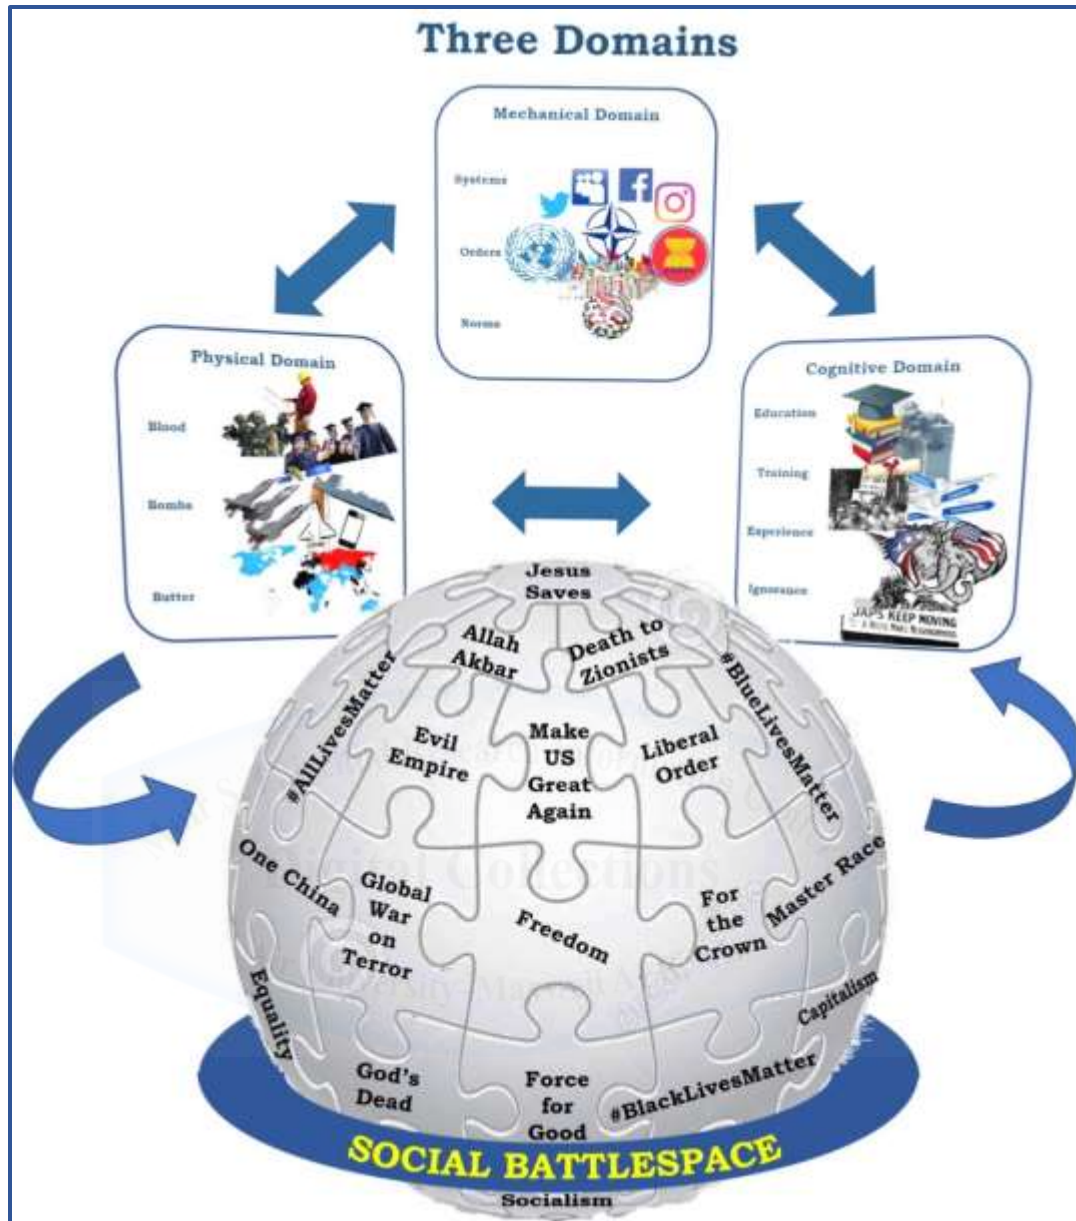 Three Domains
Mechanical Domain
Systems
Orders
Norms
Physical Domain
Blood
Bombs
Butter
Cognitive Domain
Education
Training
Experience
Ignorance
JAPS KEEP MOVING
Jesus
Saves
Allah
Akbar
Death to
Zionists
#AllLivesMatter
Evil
Empire
Make
US
Great
Again
Liberal
Order
#BlueLivesMatter
One China
Global
War
on
Terror
Freedom
For
the
Crown
Master Race
Equality
God's
Dead
Force
for
Good
#BlackLivesMatter
Capitalism
SOCIAL BATTLESPACE
Socialism
Digital Collections